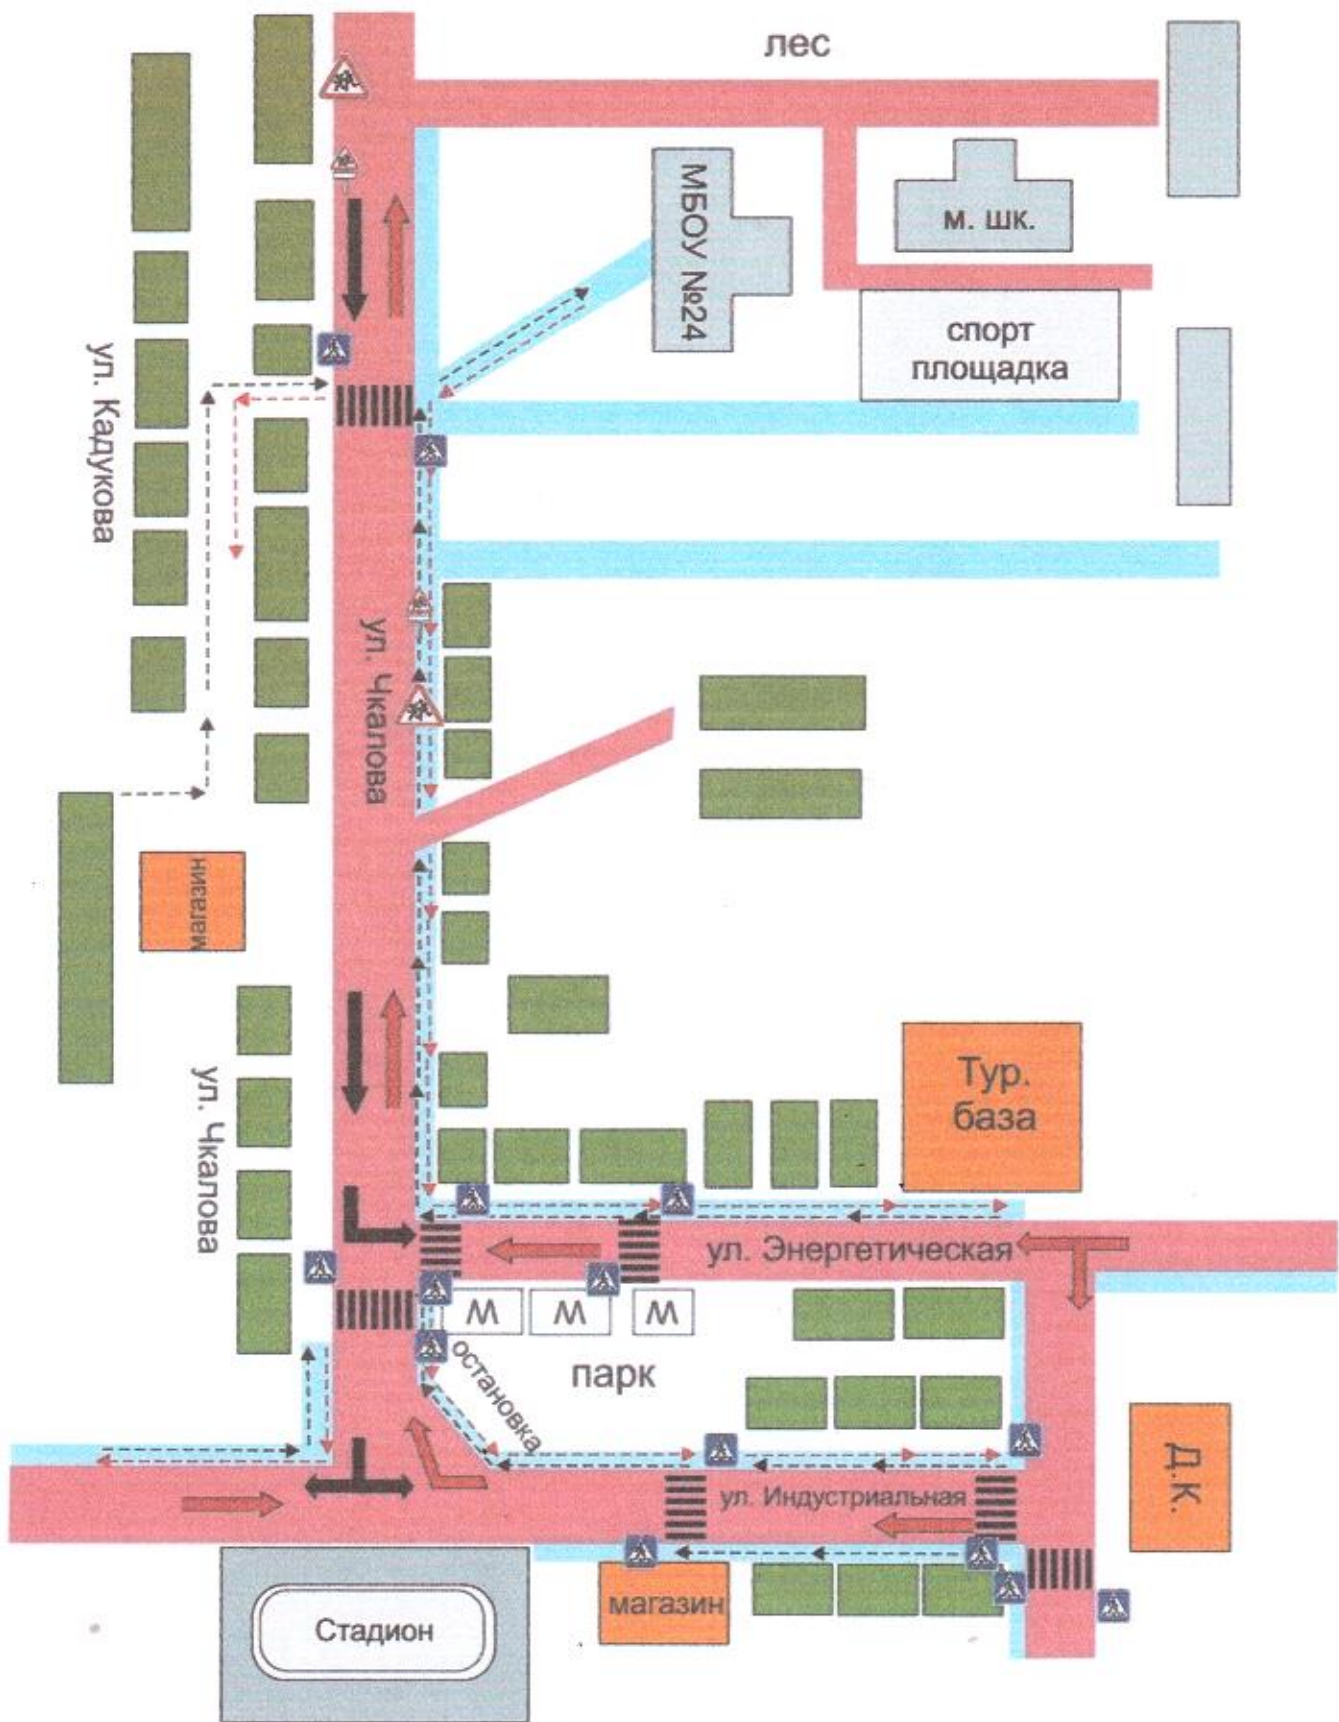 лес
МБОУ №24
м. шк.
спорт
площадка
ул. Кадукова
ул. Чкалова
магазин
ул. Чкалова
Тур.
база
ул. Энергетическая
М
М
М
остановка
парк
ул. Индустриальная
Д.К.
магазин
Стадион